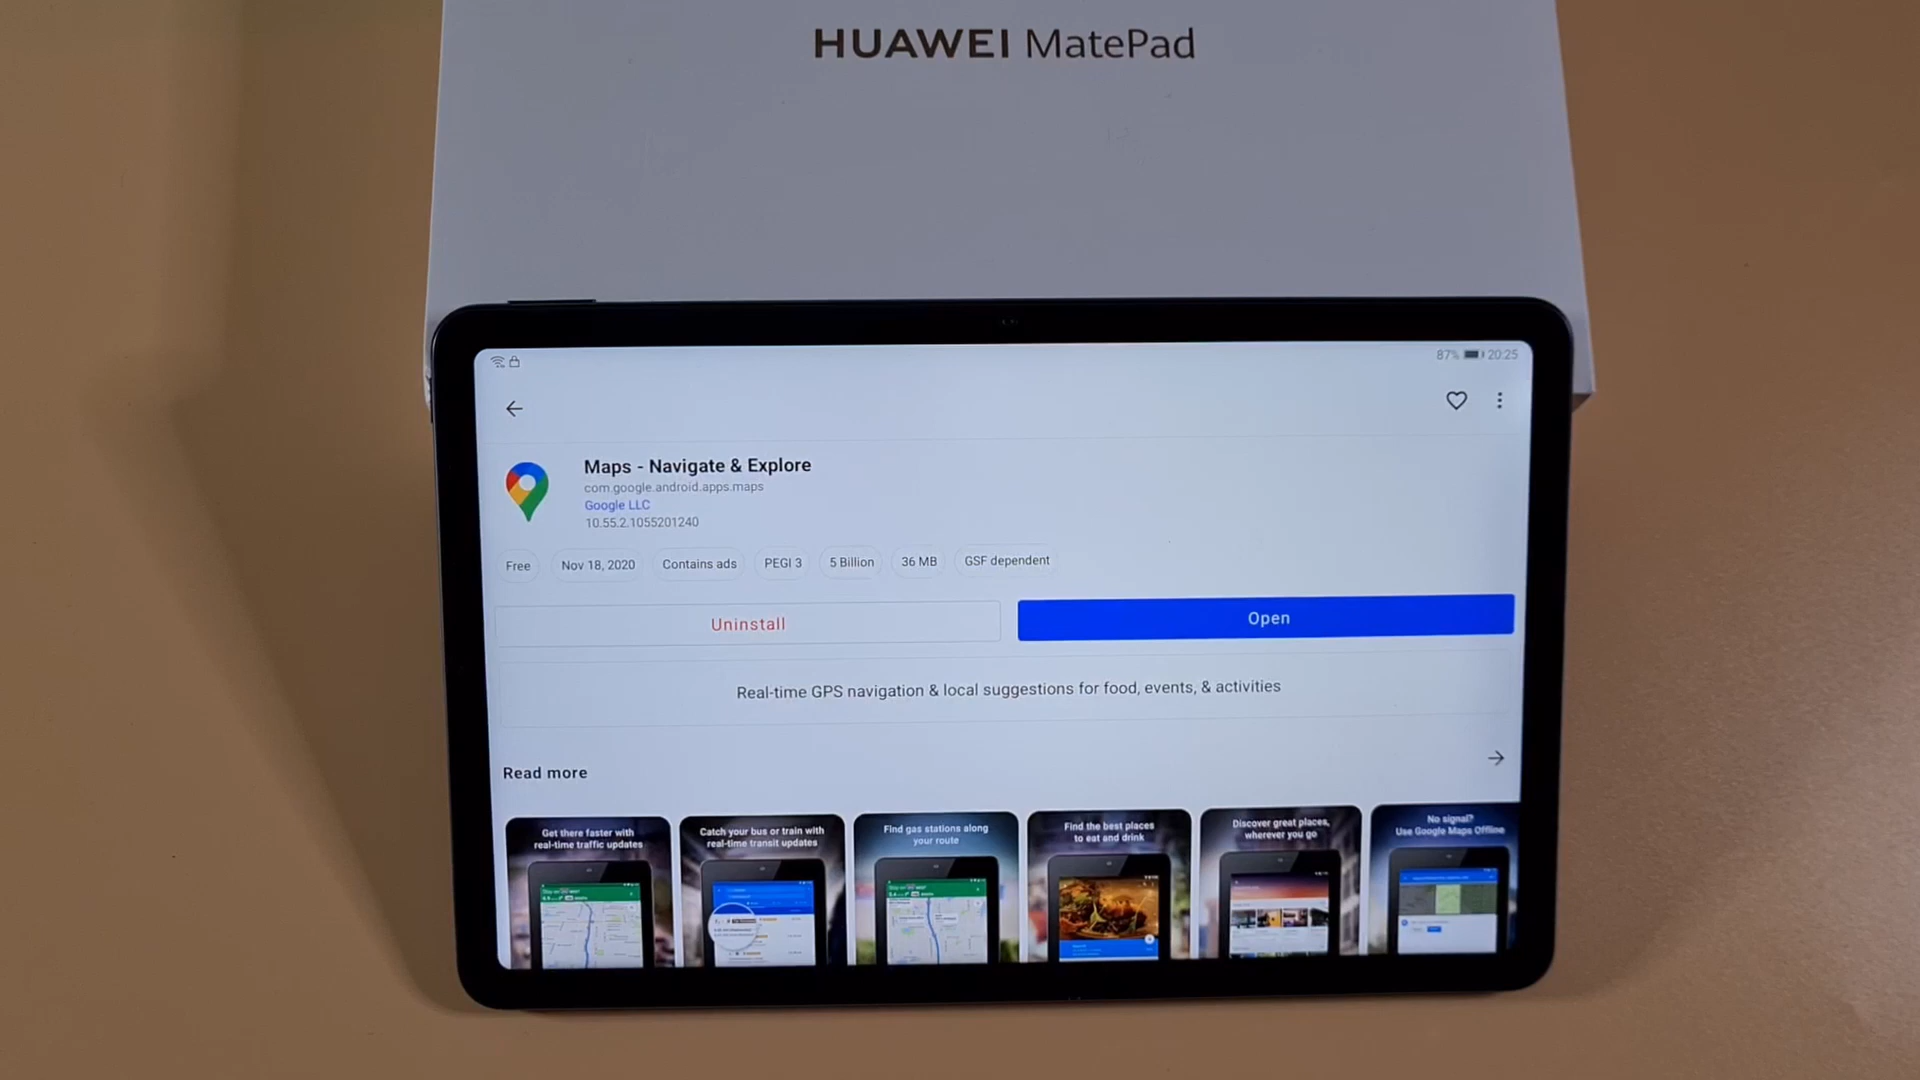 HUAWEI MatePad
87% 20:25
Maps - Navigate & Explore
com.google.android.apps.maps
Google LLC
10.55.2.1055201240
Free Nov 18, 2020 Contains ads PEGI 3 5 Billion 36 MB GSF dependent
Uninstall Open
Real-time GPS navigation & local suggestions for food, events, & activities
Read more
Get there faster with
real-time traffic updates
Catch your bus or train with
real-time transit updates
Find gas stations along
your route
Find the best places
to eat and drink
Discover great places,
wherever you go
No signal?
Use Google Maps Offline